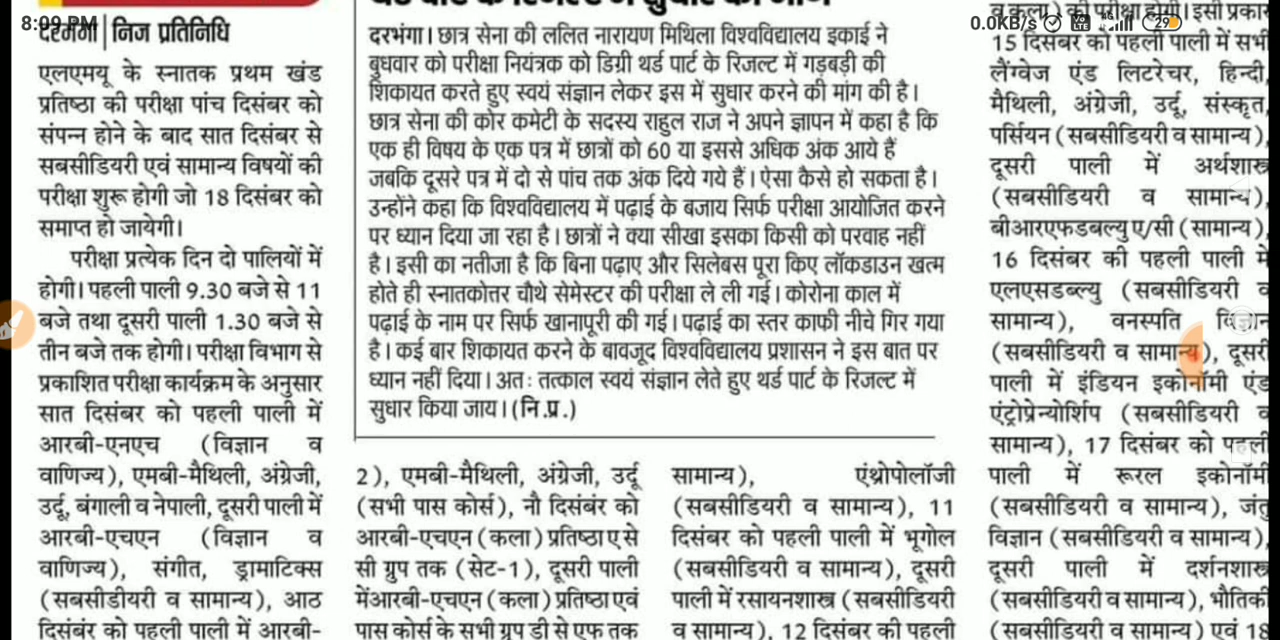 8:09 PM
0.0KB/s
VO LTE
4G
29
दरभंगा | निज प्रतिनिधि
एलएमयू के स्नातक प्रथम खंड
प्रतिष्ठा की परीक्षा पांच दिसंबर को
संपन्न होने के बाद सात दिसंबर से
सबसीडियरी एवं सामान्य विषयों की
परीक्षा शुरू होगी जो 18 दिसंबर को
समाप्त हो जायेगी।
परीक्षा प्रत्येक दिन दो पालियों में
होगी। पहली पाली 9.30 बजे से 11
बजे तथा दूसरी पाली 1.30 बजे से
तीन बजे तक होगी। परीक्षा विभाग से
प्रकाशित परीक्षा कार्यक्रम के अनुसार
सात दिसंबर को पहली पाली में
आरबी-एनएच (विज्ञान व
वाणिज्य), एमबी-मैथिली, अंग्रेजी,
उर्दू, बंगाली व नेपाली, दूसरी पाली में
आरबी-एचएन (विज्ञान व
वाणिज्य), संगीत, ड्रामाटिक्स
(सबसीडीयरी व सामान्य), आठ
दिसंबंर को पहली पाली में आरबी-
दरभंगा। छात्र सेना की ललित नारायण मिथिला विश्वविद्यालय इकाई ने
बुधवार को परीक्षा नियंत्रक को डिग्री थर्ड पार्ट के रिजल्ट में गड़बड़ी की
शिकायत करते हुए स्वयं संज्ञान लेकर इस में सुधार करने की मांग की है।
छात्र सेना की कोर कमेटी के सदस्य राहुल राज ने अपने ज्ञापन में कहा है कि
एक ही विषय के एक पत्र में छात्रों को 60 या इससे अधिक अंक आये हैं
जबकि दूसरे पत्र में दो से पांच तक अंक दिये गये हैं। ऐसा कैसे हो सकता है।
उन्होंने कहा कि विश्वविद्यालय में पढ़ाई के बजाय सिर्फ परीक्षा आयोजित करने
पर ध्यान दिया जा रहा है। छात्रों ने क्या सीखा इसका किसी को परवाह नहीं
है। इसी का नतीजा है कि बिना पढ़ाए और सिलेबस पूरा किए लॉकडाउन खत्म
होते ही स्नातकोत्तर चौथे सेमेस्टर की परीक्षा ले ली गई। कोरोना काल में
पढ़ाई के नाम पर सिर्फ खानापूरी की गई। पढ़ाई का स्तर काफी नीचे गिर गया
है। कई बार शिकायत करने के बावजूद विश्वविद्यालय प्रशासन ने इस बात पर
ध्यान नहीं दिया। अतः तत्काल स्वयं संज्ञान लेते हुए थर्ड पार्ट के रिजल्ट में
सुधार किया जाय। (नि.प्र.)
2), एमबी-मैथिली, अंग्रेजी, उर्दू
(सभी पास कोर्स), नौ दिसंबंर को
आरबी-एचएन (कला) प्रतिष्ठा ए से
सी ग्रुप तक (सेट-1), दूसरी पाली
मेंआरबी-एचएन (कला) प्रतिष्ठा एवं
पास कोर्स के सभी ग्रुप डी से एफ तक
सामान्य), एंथ्रोपोलॉजी
(सबसीडियरी व सामान्य), 11
दिसंबर को पहली पाली में भूगोल
(सबसीडियरी व सामान्य), दूसरी
पाली में रसायनशास्त्र (सबसीडियरी
व सामान्य), 12 दिसंबर की पहली
व कला) की परीक्षा होगी। इसी प्रकार
15 दिसंबर को पहली पाली में सभी
लैंग्वेज एंड लिटरेचर, हिन्दी,
मैथिली, अंग्रेजी, उर्दू, संस्कृत,
पर्सियन (सबसीडियरी व सामान्य),
दूसरी पाली में अर्थशास्त्र
(सबसीडियरी व सामान्य),
बीआरएफडबल्यु ए/सी (सामान्य),
16 दिसंबर की पहली पाली में
एलएसडब्ल्यु (सबसीडियरी व
सामान्य), वनस्पति विज्ञान
(सबसीडियरी व सामान्य), दूसरी
पाली में इंडियन इकोनॉमी एंड
एंट्रोप्रेन्योर्शिप (सबसीडियरी व
सामान्य), 17 दिसंबर को पहली
पाली में रूरल इकोनॉमी
(सबसीडियरी व सामान्य), जंतु
विज्ञान (सबसीडियरी व सामान्य),
दूसरी पाली में दर्शनशास्त्र
(सबसीडियरी व सामान्य), भौतिकी
(सबसीडियरी व सामान्य) एवं 18